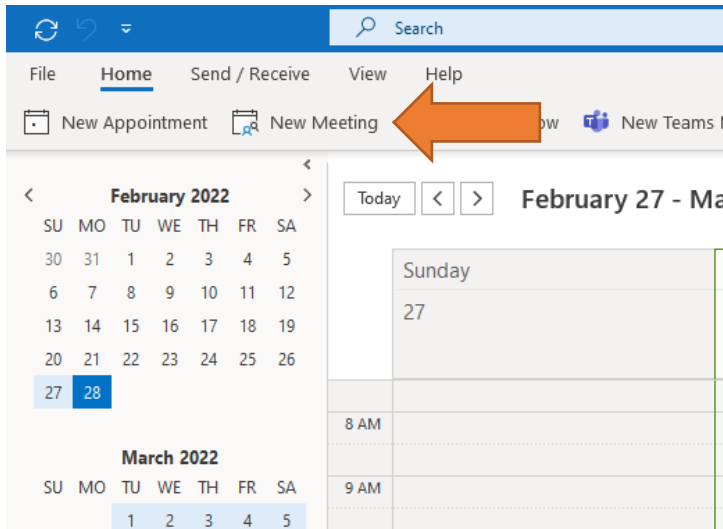 Search
File Home Send / Receive View Help
New Appointment New Meeting New Teams
February 2022
SU MO TU WE TH FR SA
30 31 1 2 3 4 5
6 7 8 9 10 11 12
13 14 15 16 17 18 19
20 21 22 23 24 25 26
27 28
March 2022
SU MO TU WE TH FR SA
1 2 3 4 5
Today February 27 - Ma
Sunday
27
8 AM
9 AM